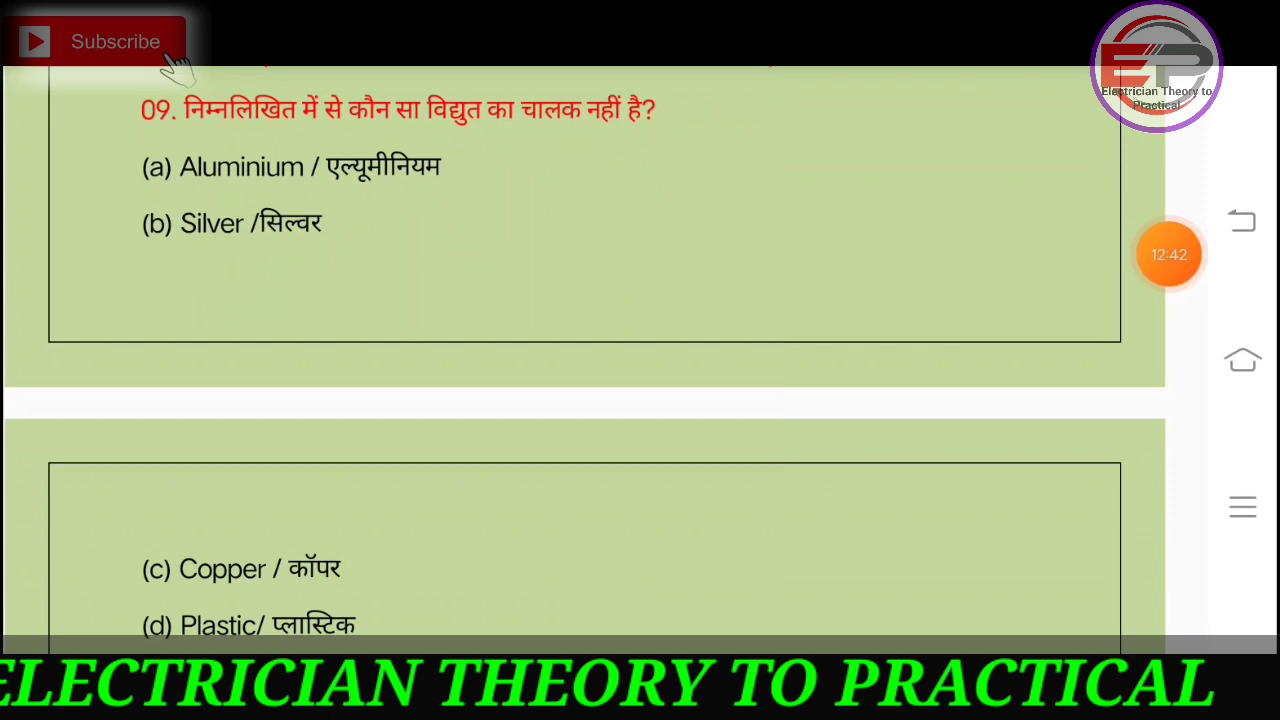 Subscribe
EP
Electrician Theory to
Practical
09. निम्नलिखित में से कौन सा विद्युत का चालक नहीं है?
(a) Aluminium / एल्यूमीनियम
(b) Silver /सिल्वर
12:42
(c) Copper / कॉपर
(d) Plastic/ प्लास्टिक
ELECTRICIAN THEORY TO PRACTICAL